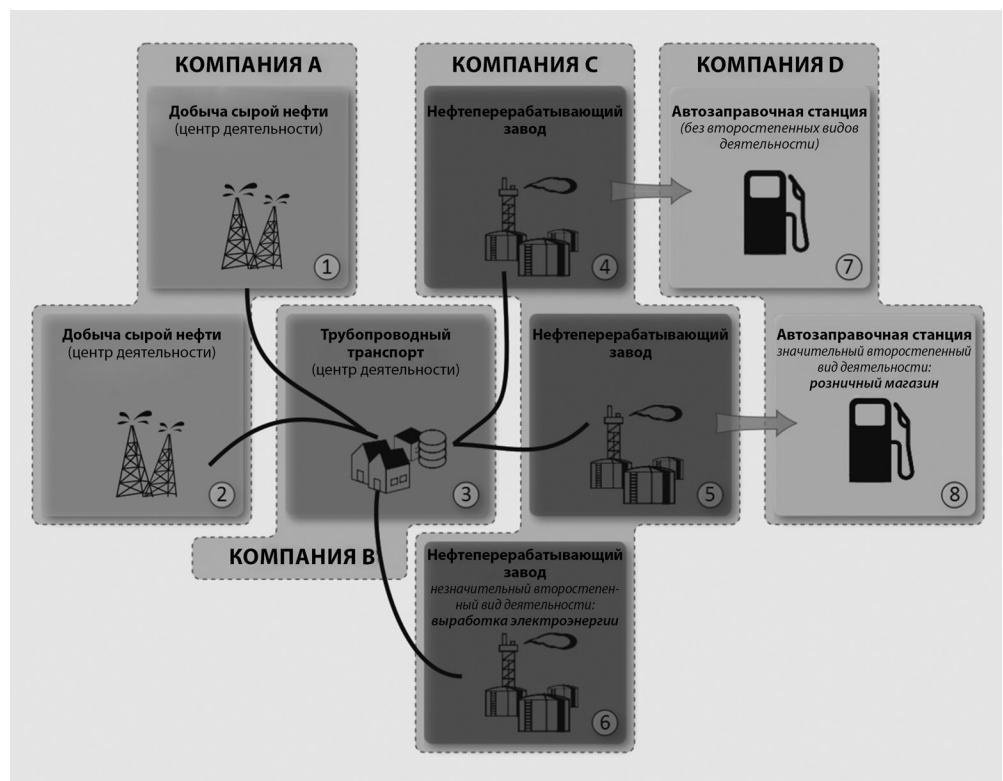 КОМПАНИЯ A
Добыча сырой нефти
(центр деятельности)
1
Добыча сырой нефти
(центр деятельности)
2
Трубопроводный
транспорт
(центр деятельности)
3
КОМПАНИЯ B
КОМПАНИЯ C
Нефтеперерабатывающий
завод
4
Нефтеперерабатывающий
завод
5
Нефтеперерабатывающий
завод
незначительный второстепен-
ный вид деятельности:
выработка электроэнергии
6
КОМПАНИЯ D
Автозаправочная станция
(без второстепенных видов
деятельности)
7
Автозаправочная станция
значительный второстепенный
вид деятельности:
розничный магазин
8